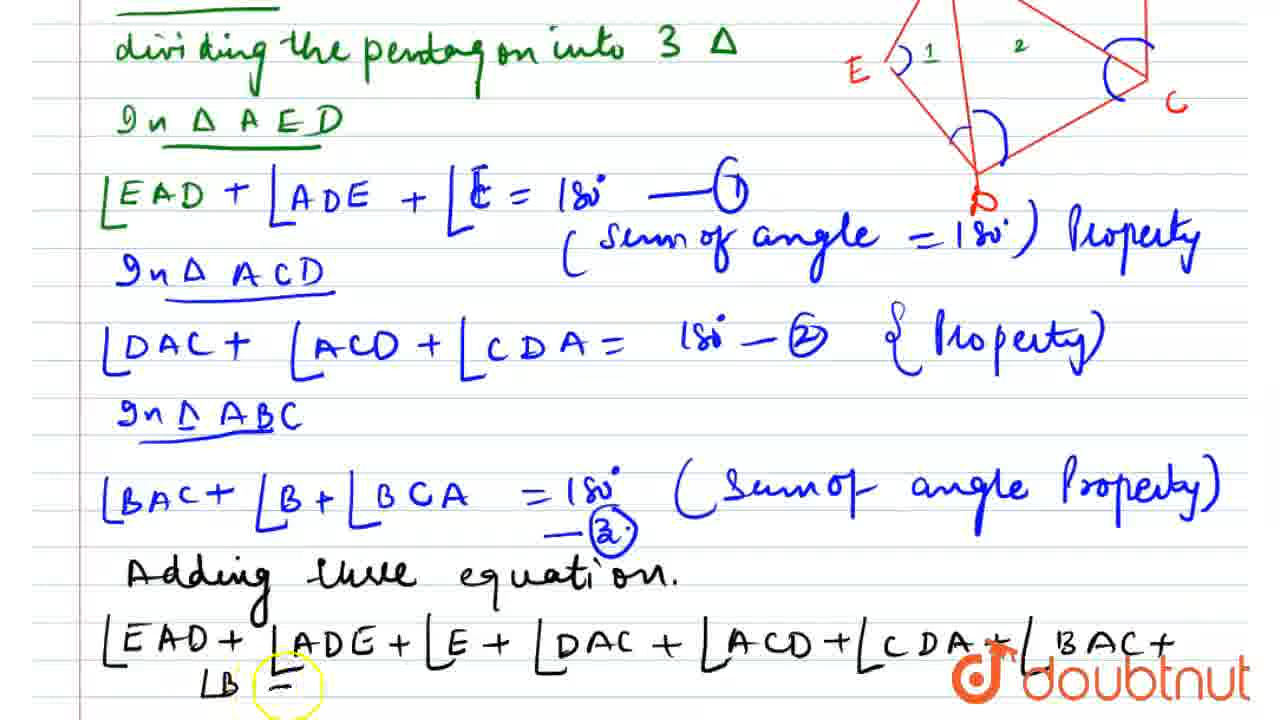 dividing the pentagon into 3 Δ
1 2
E
C
D
In Δ AED
∠EAD + ∠ADE + ∠E = 180° — ①
(sum of angle = 180°) Property
In Δ ACD
∠DAC + ∠ACD + ∠CDA = 180° — ② {Property)
In Δ ABC
∠BAC + ∠B + ∠BCA = 180° (Sum of angle Property)
— ③.
Adding three equation.
∠EAD + ∠ADE + ∠E + ∠DAC + ∠ACD + ∠CDA + ∠BAC +
∠B
doubtnut